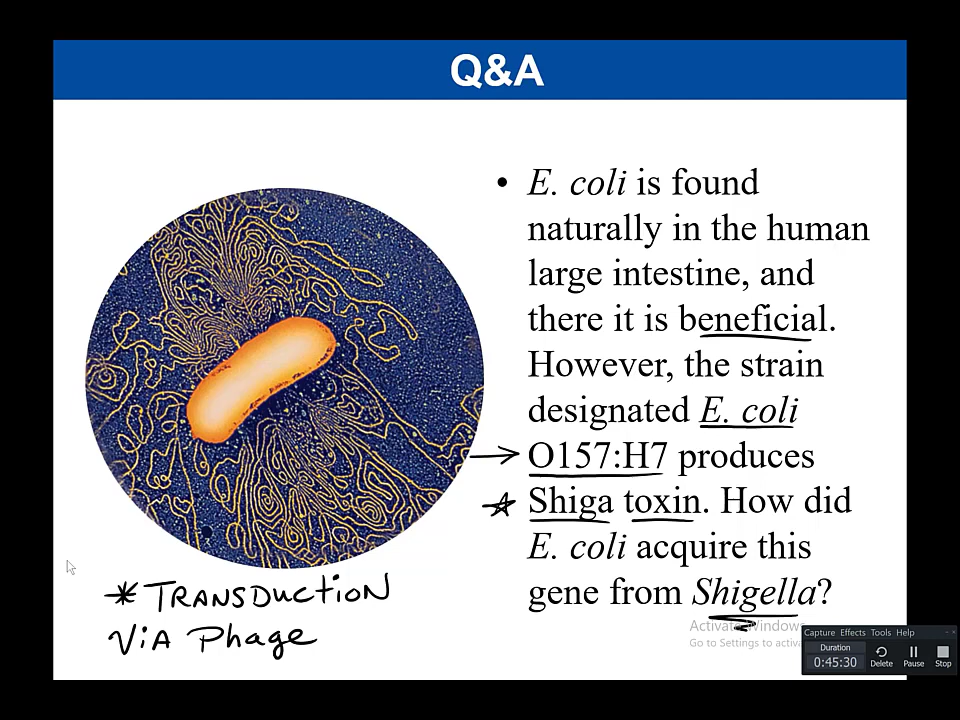 Q&A
• E. coli is found
naturally in the human
large intestine, and
there it is beneficial.
However, the strain
designated E. coli
O157:H7 produces
Shiga toxin. How did
E. coli acquire this
gene from Shigella?
* TRANSDUCTION
ViA Phage
Activate Windows
Go to Settings to activa
Capture Effects Tools Help
Duration
0:45:30
Delete
Pause
Stop